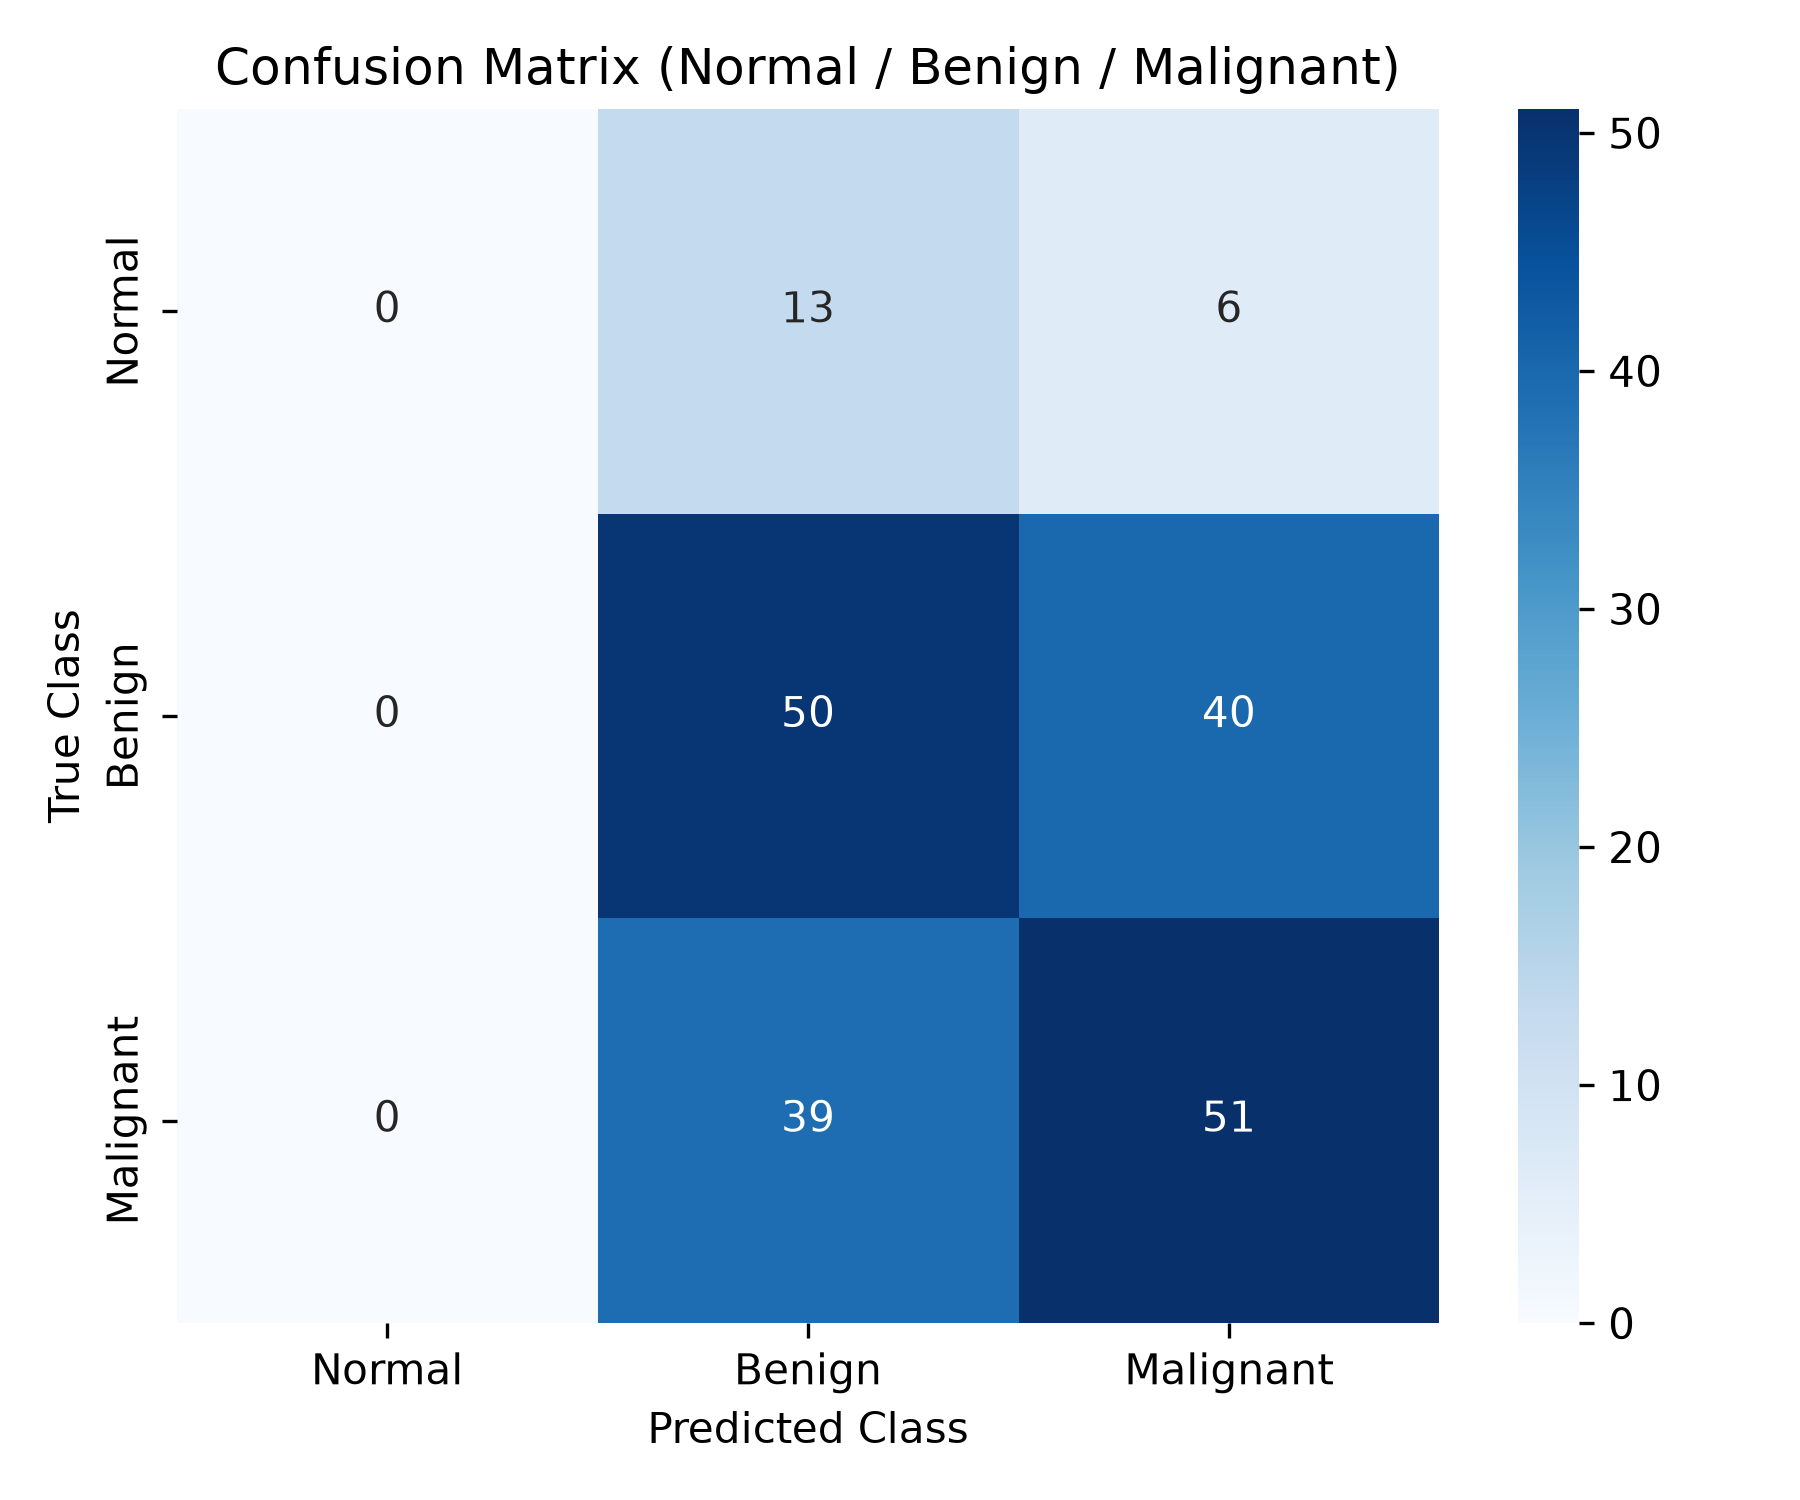 Confusion Matrix (Normal / Benign / Malignant)
True Class
Normal
0 13 6
Benign
0 50 40
Malignant
0 39 51
Normal Benign Malignant
Predicted Class
50
40
30
20
10
0